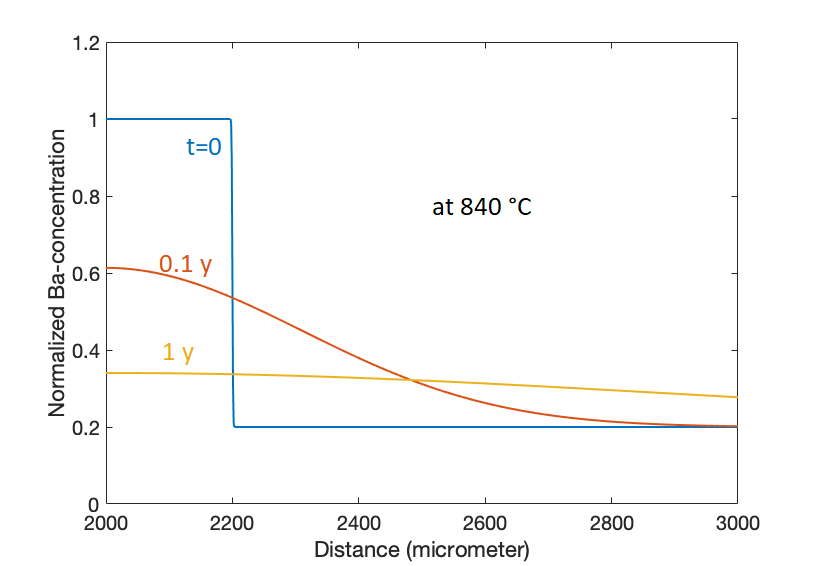 1.2
1
t=0
0.8
at 840 °C
0.1 y
0.6
1 y
0.4
0.2
0
2000 2200 2400 2600 2800 3000
Distance (micrometer)
Normalized Ba-concentration